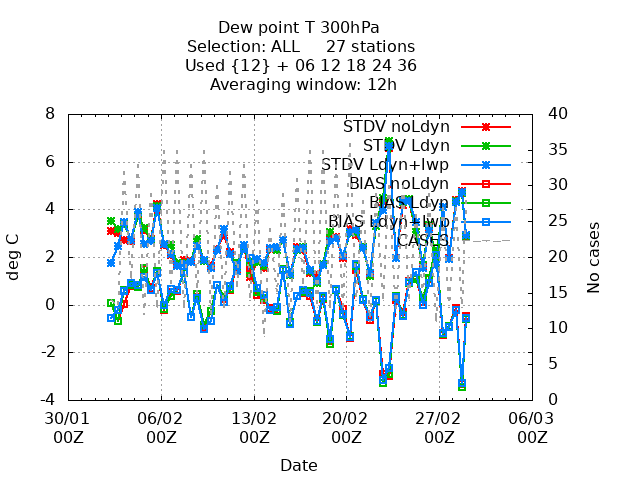 Dew point T 300hPa
Selection: ALL 27 stations
Used {12} + 06 12 18 24 36
Averaging window: 12h
8
6
4
2
0
-2
-4
deg C
40
35
30
25
20
15
10
5
0
No cases
STDV noLdyn
STDV Ldyn
STDV Ldyn+lwp
BIAS noLdyn
BIAS Ldyn
BIAS Ldyn+lwp
CASES
30/01 06/02 13/02 20/02 27/02 06/03
00Z 00Z 00Z 00Z 00Z 00Z
Date